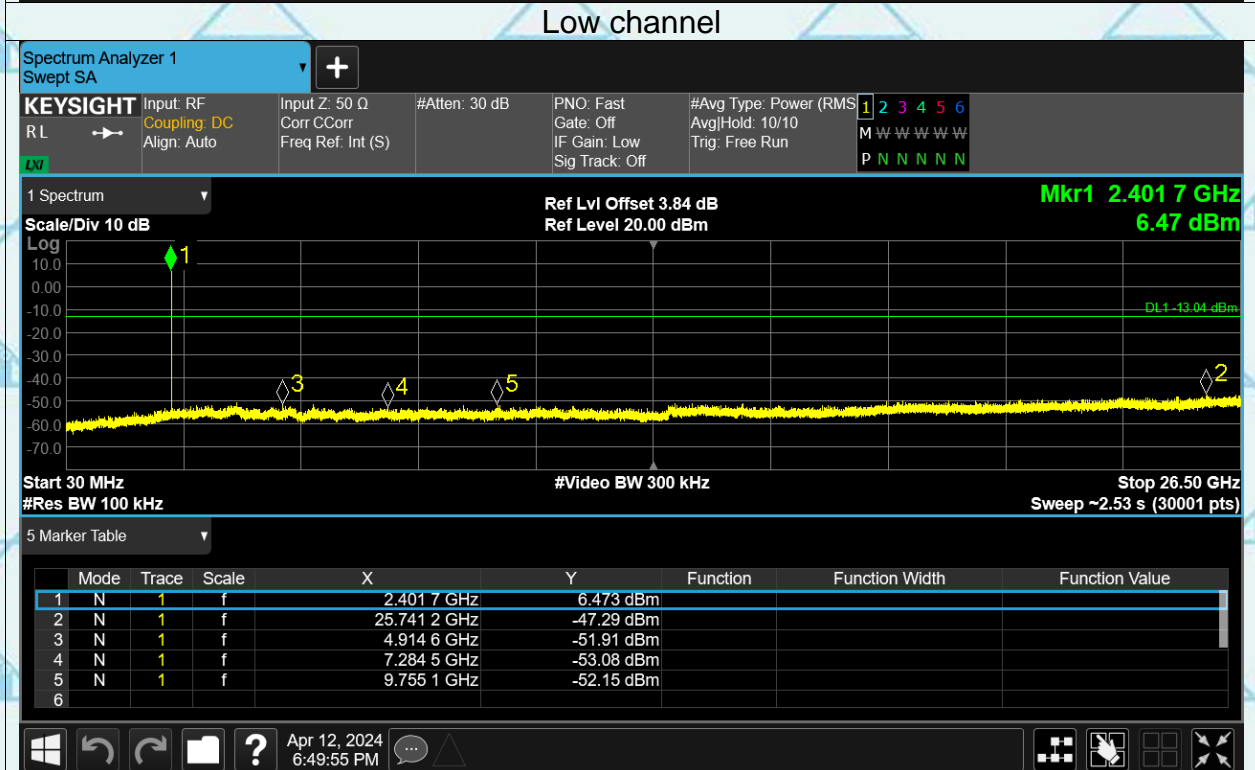 Low channel
Spectrum Analyzer 1
Swept SA
KEYSIGHT Input: RF Input Z: 50 Ω #Atten: 30 dB PNO: Fast #Avg Type: Power (RMS 1 2 3 4 5 6
RL Coupling: DC Corr CCorr Gate: Off Avg|Hold: 10/10
Align: Auto Freq Ref: Int (S) IF Gain: Low Trig: Free Run M W W W W W W
LXI Sig Track: Off P N N N N N N
1 Spectrum Ref Lvl Offset 3.84 dB Mkr1 2.401 7 GHz
Scale/Div 10 dB Ref Level 20.00 dBm 6.47 dBm
Log
1
10.0
0.00
-10.0 DL1 -13.04 dBm
-20.0
-30.0
-40.0 3 4 5 2
-50.0
-60.0
-70.0
Start 30 MHz #Video BW 300 kHz Stop 26.50 GHz
#Res BW 100 kHz Sweep ~2.53 s (30001 pts)
5 Marker Table
Mode Trace Scale X Y Function Function Width Function Value
1 N 1 f 2.401 7 GHz 6.473 dBm
2 N 1 f 25.741 2 GHz -47.29 dBm
3 N 1 f 4.914 6 GHz -51.91 dBm
4 N 1 f 7.284 5 GHz -53.08 dBm
5 N 1 f 9.755 1 GHz -52.15 dBm
6
? Apr 12, 2024
6:49:55 PM